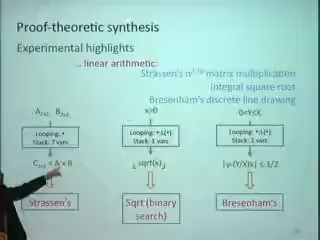 Proof-theoretic synthesis
Experimental highlights
.. linear arithmetic:
Strassen's matrix multiplication
Integral square root
Bresenham's discrete line drawing
x>0
0<Y≤X
Looping: •
Stack: 7 vars
Looping: •;L(•)
Stack: 1 vars
Looping: •;L(•)
Stack: 1 vars
= A x B
sqrt(x)
|y-(Y/X)x| ≤ 1/2
Strassen's
Sqrt (binary
search)
Bresenham's